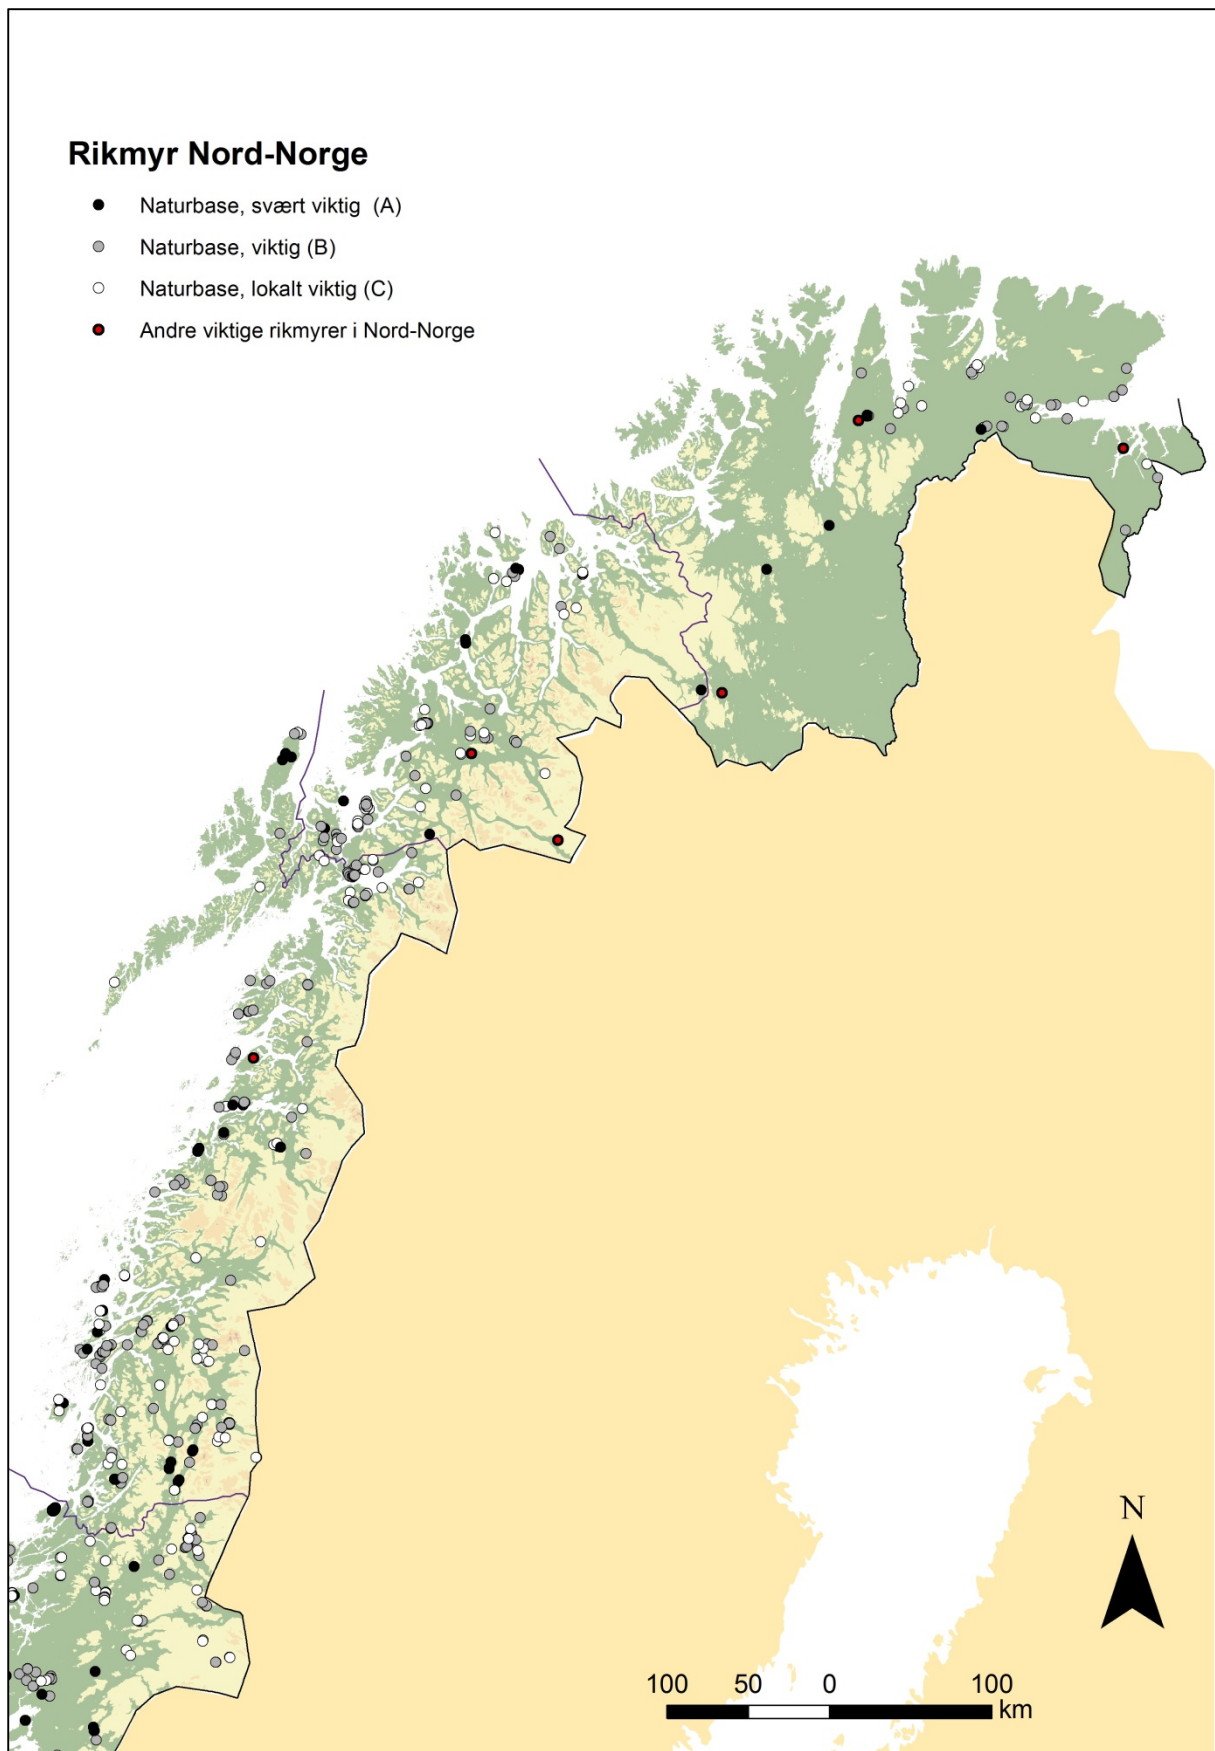 Rikmyr Nord-Norge
Naturbase, svært viktig (A)
Naturbase, viktig (B)
Naturbase, lokalt viktig (C)
Andre viktige rikmyrer i Nord-Norge
N
100 50 0 100
km